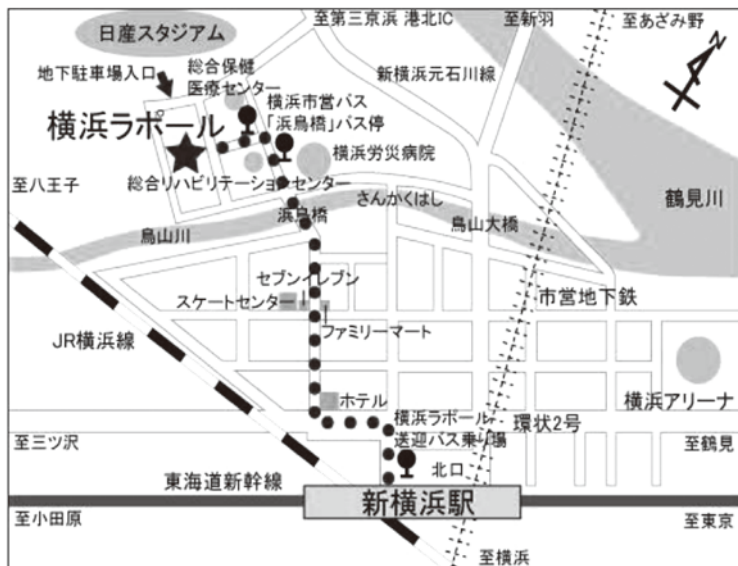 至第三京浜 港北IC
至新羽
至あざみ野
日産スタジアム
地下駐車場入口
総合保健
医療センター
新横浜元石川線
N
横浜市営バス
「浜鳥橋」バス停
横浜ラポール
横浜労災病院
至八王子
総合リハビリテーションセンター
さんかくはし
鶴見川
浜鳥橋
鳥山川
鳥山大橋
セブンイレブン
スケートセンター
市営地下鉄
ファミリーマート
JR横浜線
ホテル
横浜アリーナ
横浜ラポール
送迎バス乗り場
環状2号
至三ツ沢
至鶴見
北口
東海道新幹線
新横浜駅
至小田原
至東京
至横浜